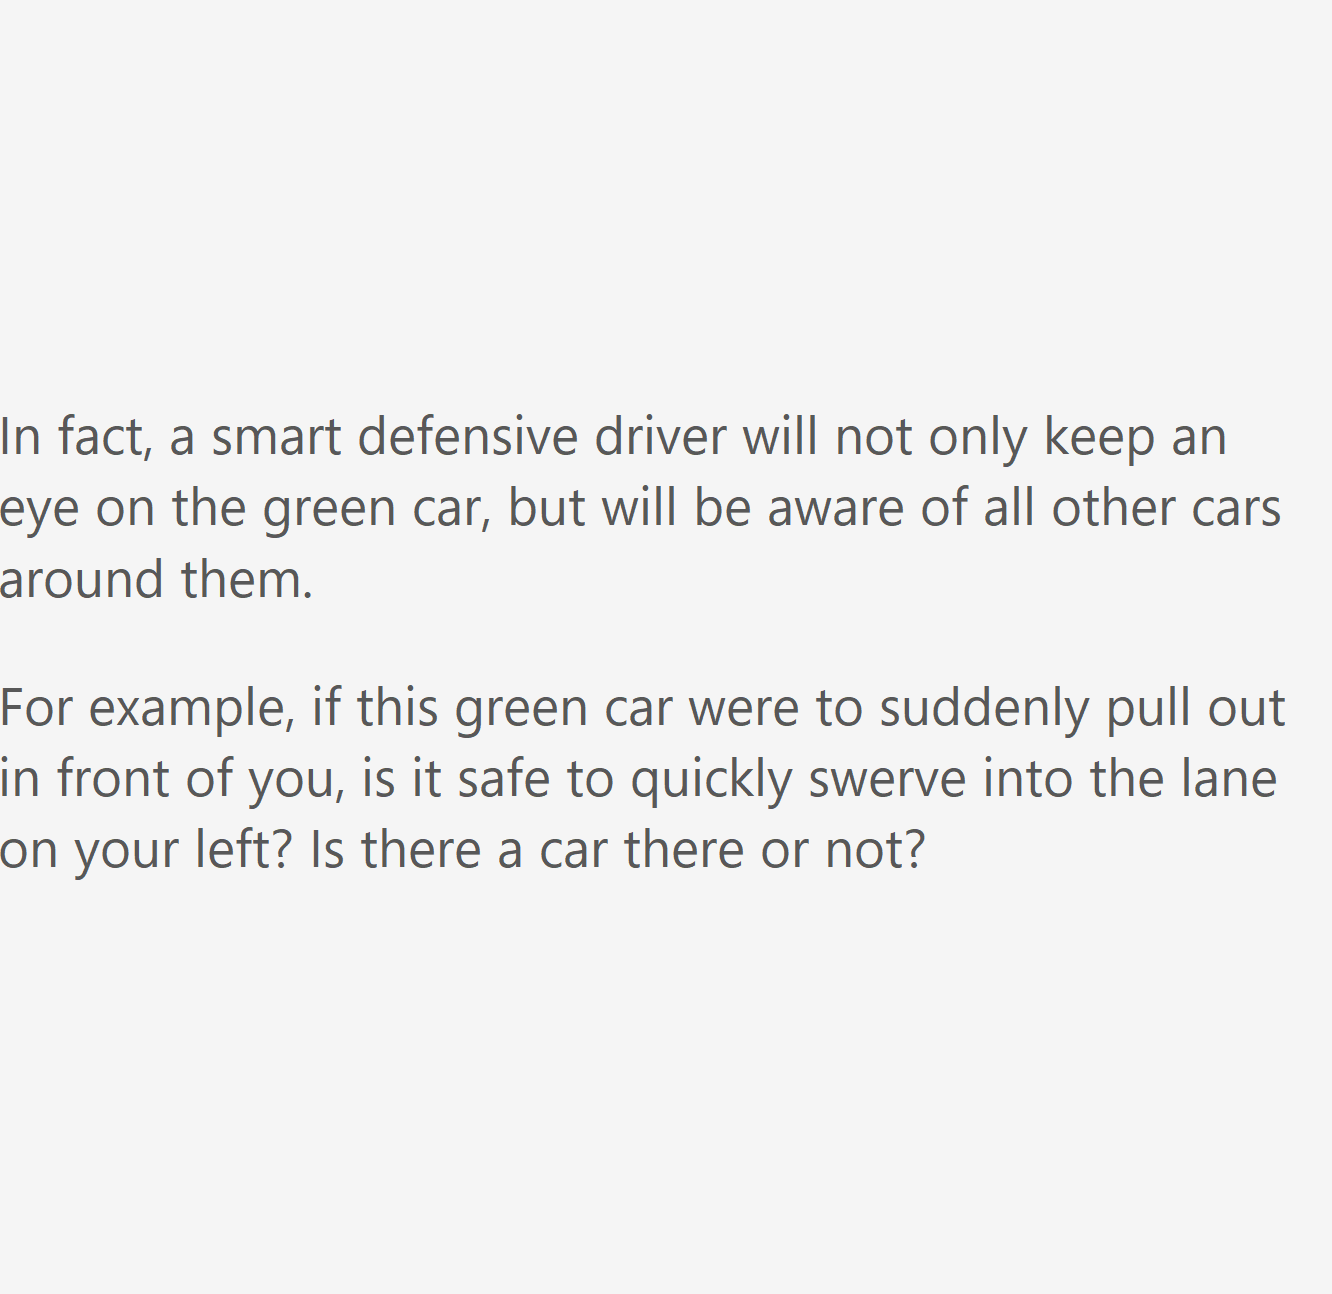 In fact, a smart defensive driver will not only keep an
eye on the green car, but will be aware of all other cars
around them.
For example, if this green car were to suddenly pull out
in front of you, is it safe to quickly swerve into the lane
on your left? Is there a car there or not?